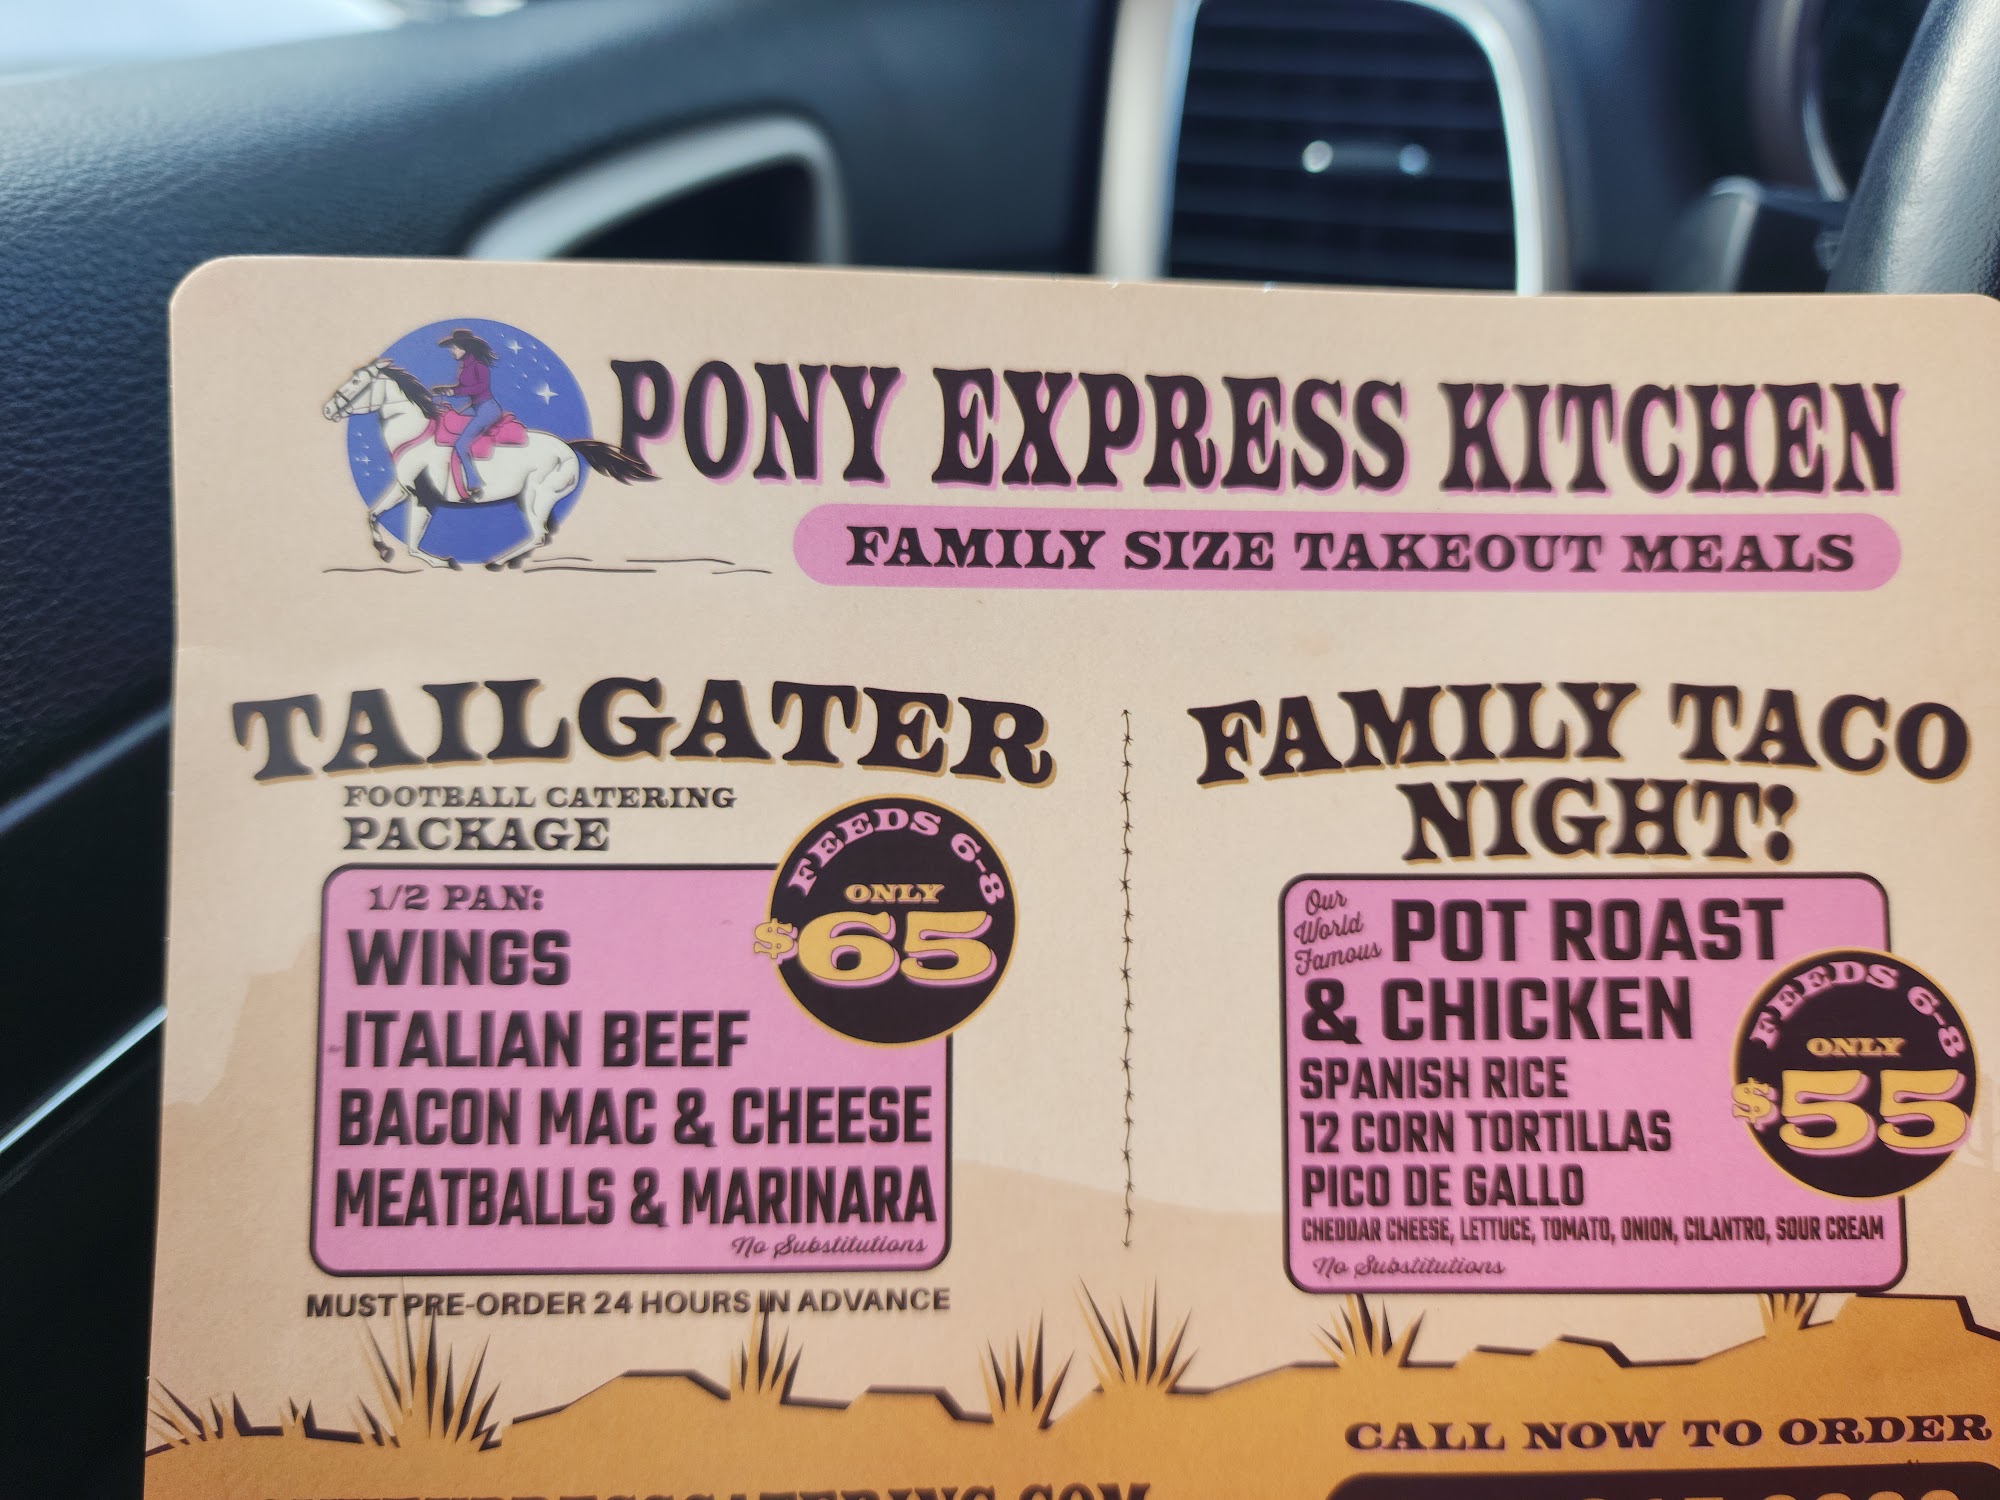 PONY EXPRESS KITCHEN
FAMILY SIZE TAKEOUT MEALS
TAILGATER
FOOTBALL CATERING
PACKAGE
FEEDS 6-8
ONLY
$65
1/2 PAN:
WINGS
ITALIAN BEEF
BACON MAC & CHEESE
MEATBALLS & MARINARA
No Substitutions
MUST PRE-ORDER 24 HOURS IN ADVANCE
FAMILY TACO
NIGHT!
Our
World
Famous
POT ROAST
& CHICKEN
SPANISH RICE
12 CORN TORTILLAS
PICO DE GALLO
CHEDDAR CHEESE, LETTUCE, TOMATO, ONION, CILANTRO, SOUR CREAM
No Substitutions
FEEDS 6-8
ONLY
$55
CALL NOW TO ORDER